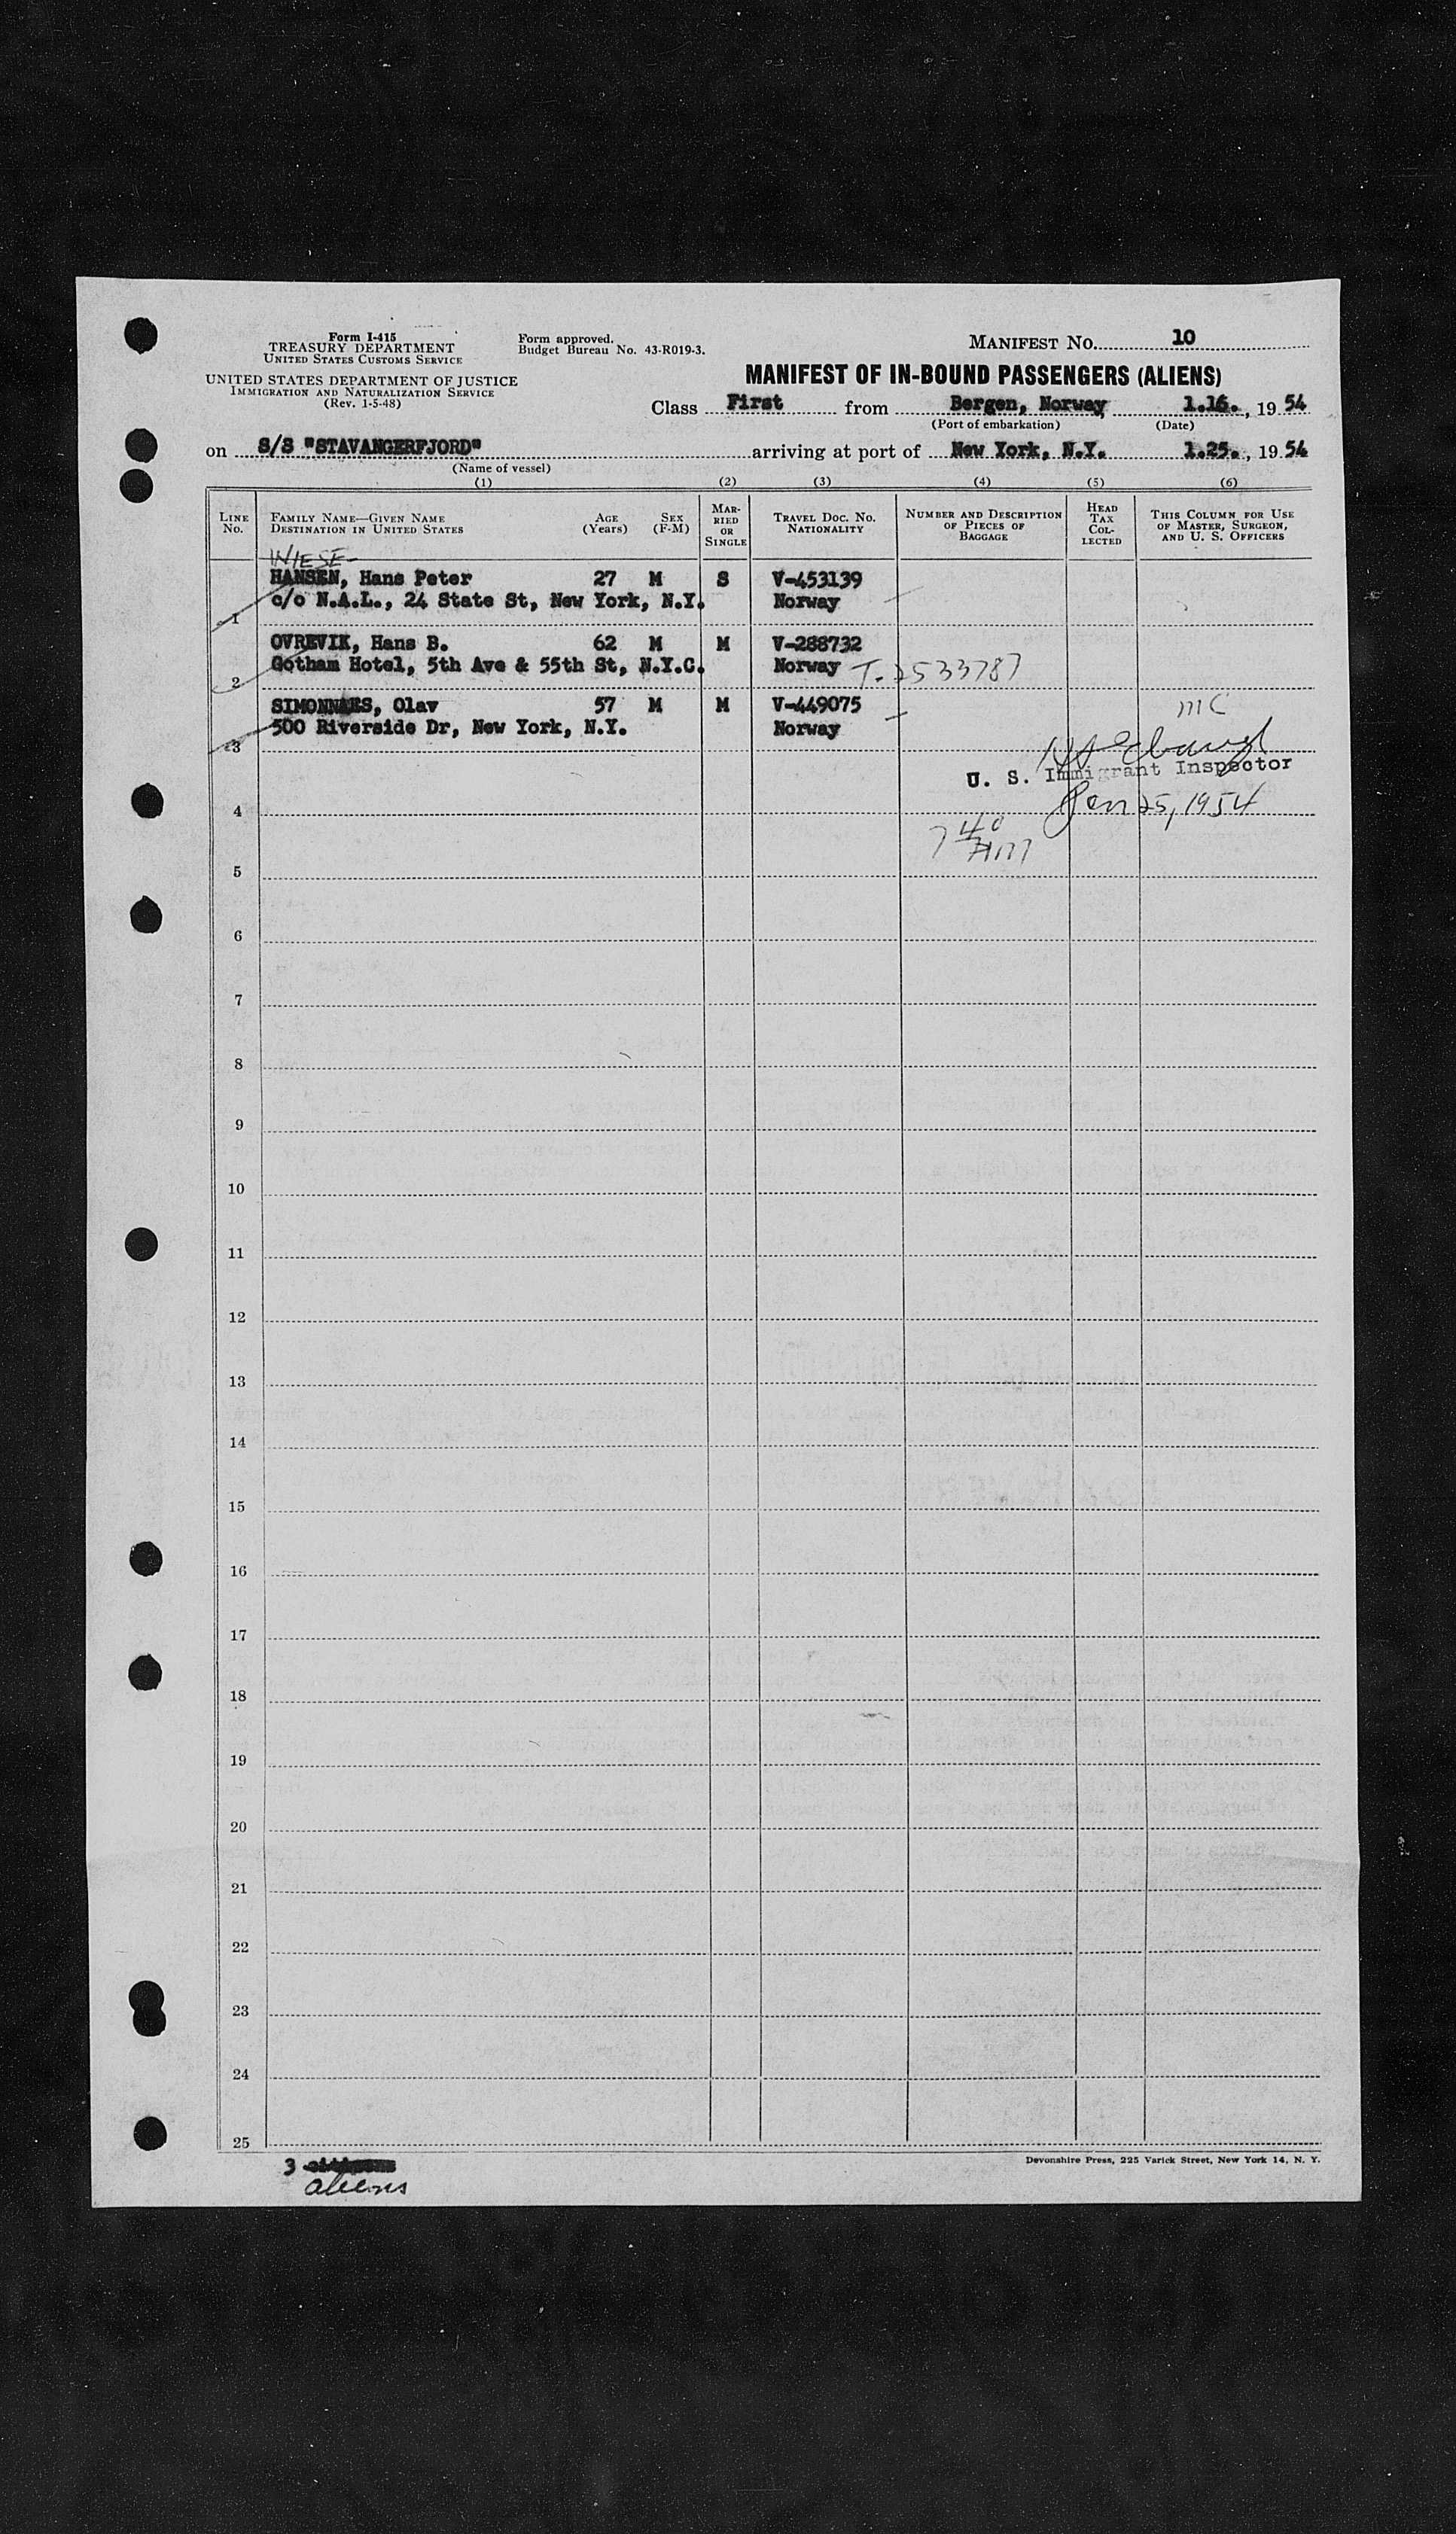 Form I-415
TREASURY DEPARTMENT
UNITED STATES CUSTOMS SERVICE
UNITED STATES DEPARTMENT OF JUSTICE
IMMIGRATION AND NATURALIZATION SERVICE
(Rev. 1-5-48)
Form approved.
Budget Bureau No. 43-R019-3.
MANIFEST No. 10
MANIFEST OF IN-BOUND PASSENGERS (ALIENS)
Class First from Bergen, Norway 1.16., 1954
(Port of embarkation) (Date)
on S/S "STAVANGERFJORD" arriving at port of New York, N.Y. 1.25., 1954
(Name of vessel)
(1) (2) (3) (4) (5) (6)
LINE No.
FAMILY NAME—GIVEN NAME
DESTINATION IN UNITED STATES
AGE (Years)
SEX (F-M)
MARRIED OR SINGLE
TRAVEL DOC. NO.
NATIONALITY
NUMBER AND DESCRIPTION OF PIECES OF BAGGAGE
HEAD TAX COLLECTED
THIS COLUMN FOR USE OF MASTER, SURGEON, AND U. S. OFFICERS
WIESE-
HANSEN, Hans Peter 27 M S V-453139
1 c/o N.A.L., 24 State St, New York, N.Y. Norway
OVREVIK, Hans B. 62 M M V-288732
2 Gotham Hotel, 5th Ave & 55th St, N.Y.C. Norway T-2533787
SIMONNAES, Olav 57 M M V-449075 mc
3 500 Riverside Dr, New York, N.Y. Norway
U. S. Immigrant Inspector
Jan 25, 1954
4
740
AM
5
6
7
8
9
10
11
12
13
14
15
16
17
18
19
20
21
22
23
24
25
3
aliens
Devonshire Press, 225 Varick Street, New York 14, N. Y.